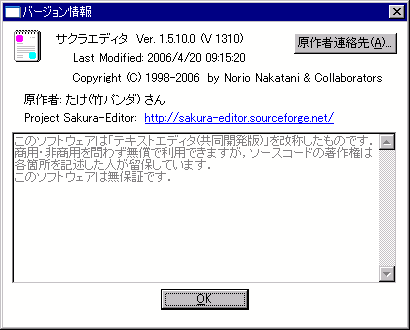 バージョン情報
サクラエディタ Ver. 1.5.10.0 (V 1310)
原作者連絡先(A)...
Last Modified: 2006/4/20 09:15:20
Copyright (C) 1998-2006 by Norio Nakatani & Collaborators
原作者: たけ(竹パンダ) さん
Project Sakura-Editor: http://sakura-editor.sourceforge.net/
このソフトウェアは「テキストエディタ(共同開発版)」を改称したものです．
商用・非商用を問わず無償で利用できますが，ソースコードの著作権は
各箇所を記述した人が留保しています．
このソフトウェアは無保証です．
OK